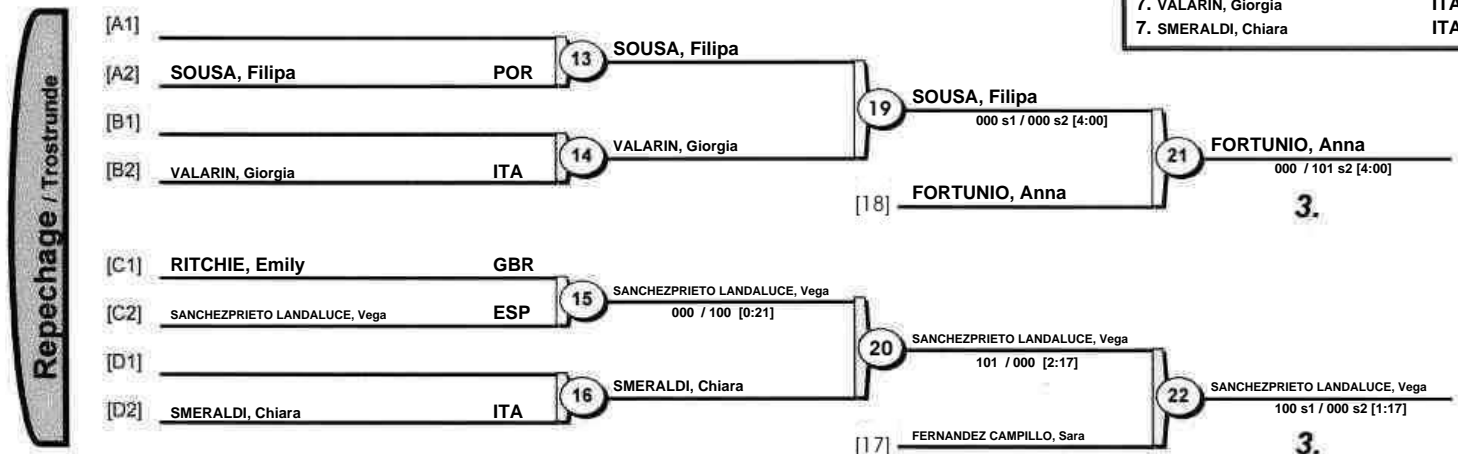 7. VALARIN, Giorgia ITA
7. SMERALDI, Chiara ITA
Repechage / Trostrunde
[A1]
[A2] SOUSA, Filipa POR
13 SOUSA, Filipa
[B1]
[B2] VALARIN, Giorgia ITA
14 VALARIN, Giorgia
19 SOUSA, Filipa
000 s1 / 000 s2 [4:00]
[18] FORTUNIO, Anna
21 FORTUNIO, Anna
000 / 101 s2 [4:00]
3.
[C1] RITCHIE, Emily GBR
[C2] SANCHEZPRIETO LANDALUCE, Vega ESP
15 SANCHEZPRIETO LANDALUCE, Vega
000 / 100 [0:21]
[D1]
[D2] SMERALDI, Chiara ITA
16 SMERALDI, Chiara
20 SANCHEZPRIETO LANDALUCE, Vega
101 / 000 [2:17]
[17] FERNANDEZ CAMPILLO, Sara
22 SANCHEZPRIETO LANDALUCE, Vega
100 s1 / 000 s2 [1:17]
3.